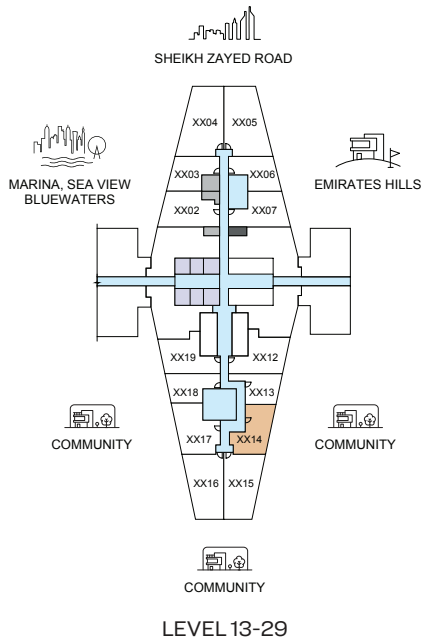 SHEIKH ZAYED ROAD
XX04
XX05
MARINA, SEA VIEW
BLUEWATERS
EMIRATES HILLS
XX03
XX06
XX02
XX07
XX19
XX12
XX18
XX13
COMMUNITY
COMMUNITY
XX17
XX14
XX16
XX15
COMMUNITY
LEVEL 13-29